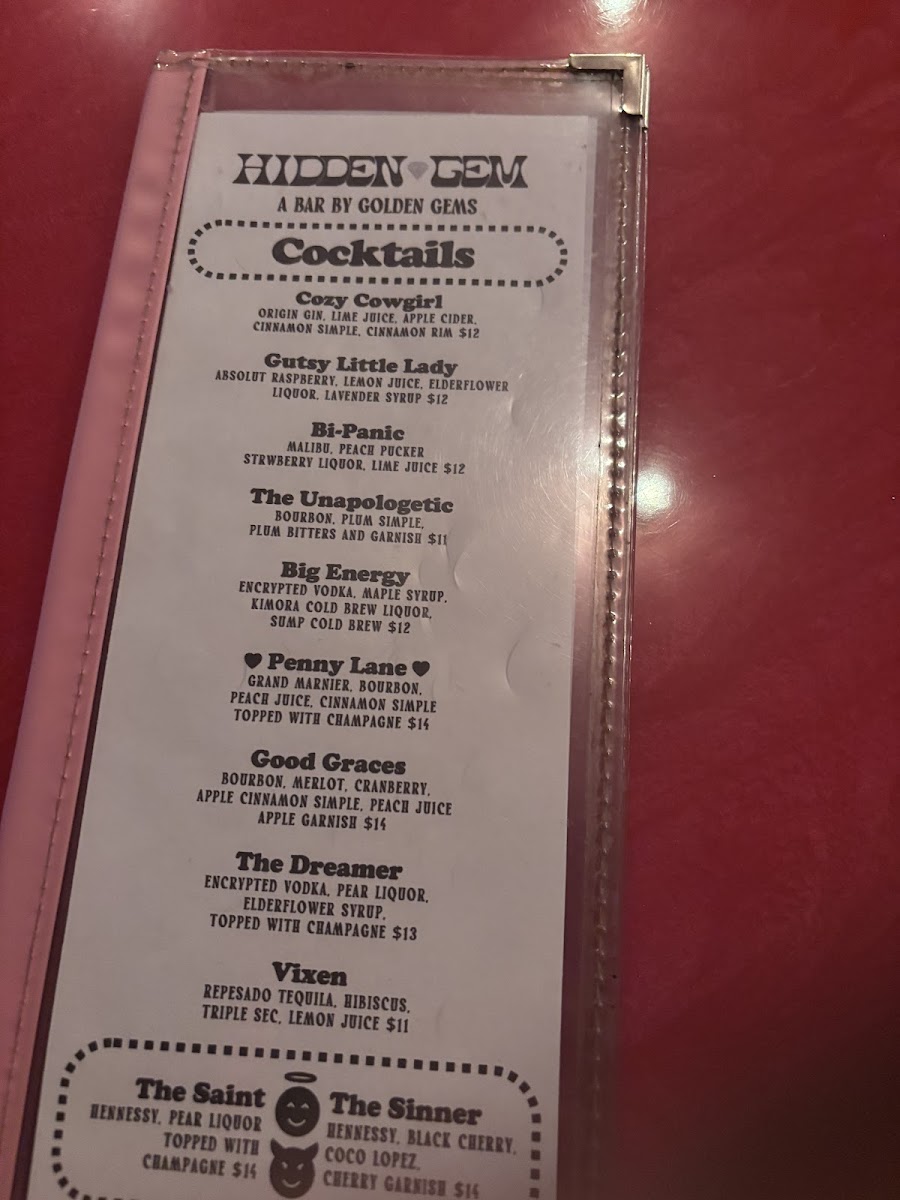 HIDDEN GEM
A BAR BY GOLDEN GEMS
Cocktails
Cozy Cowgirl
ORIGIN GIN, LIME JUICE, APPLE CIDER,
CINNAMON SIMPLE, CINNAMON RIM $12
Gutsy Little Lady
ABSOLUT RASPBERRY, LEMON JUICE, ELDERFLOWER
LIQUOR, LAVENDER SYRUP $12
Bi-Panic
MALIBU, PEACH PUCKER
STRWBERRY LIQUOR, LIME JUICE $12
The Unapologetic
BOURBON, PLUM SIMPLE,
PLUM BITTERS AND GARNISH $11
Big Energy
ENCRYPTED VODKA, MAPLE SYRUP,
KIMORA COLD BREW LIQUOR,
SUMP COLD BREW $12
Penny Lane
GRAND MARNIER, BOURBON,
PEACH JUICE, CINNAMON SIMPLE
TOPPED WITH CHAMPAGNE $14
Good Graces
BOURBON, MERLOT, CRANBERRY,
APPLE CINNAMON SIMPLE, PEACH JUICE
APPLE GARNISH $14
The Dreamer
ENCRYPTED VODKA, PEAR LIQUOR,
ELDERFLOWER SYRUP,
TOPPED WITH CHAMPAGNE $13
Vixen
REPESADO TEQUILA, HIBISCUS,
TRIPLE SEC, LEMON JUICE $11
The Saint
HENNESSY, PEAR LIQUOR
TOPPED WITH
CHAMPAGNE $14
The Sinner
HENNESSY, BLACK CHERRY,
COCO LOPEZ,
CHERRY GARNISH $14